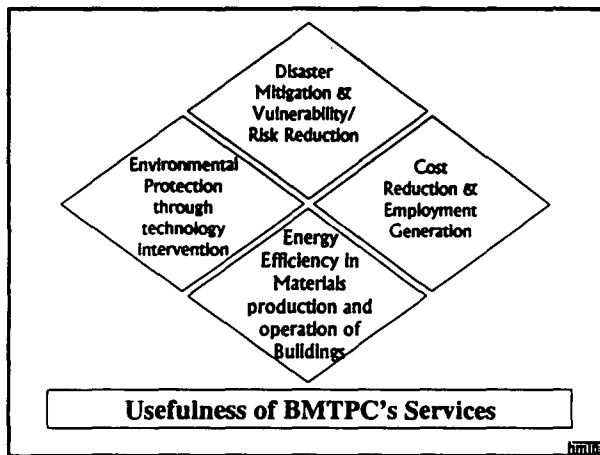 Disaster
Mitigation &
Vulnerability/
Risk Reduction
Environmental
Protection
through
technology
intervention
Cost
Reduction &
Employment
Generation
Energy
Efficiency in
Materials
production and
operation of
Buildings
Usefulness of BMTPC's Services